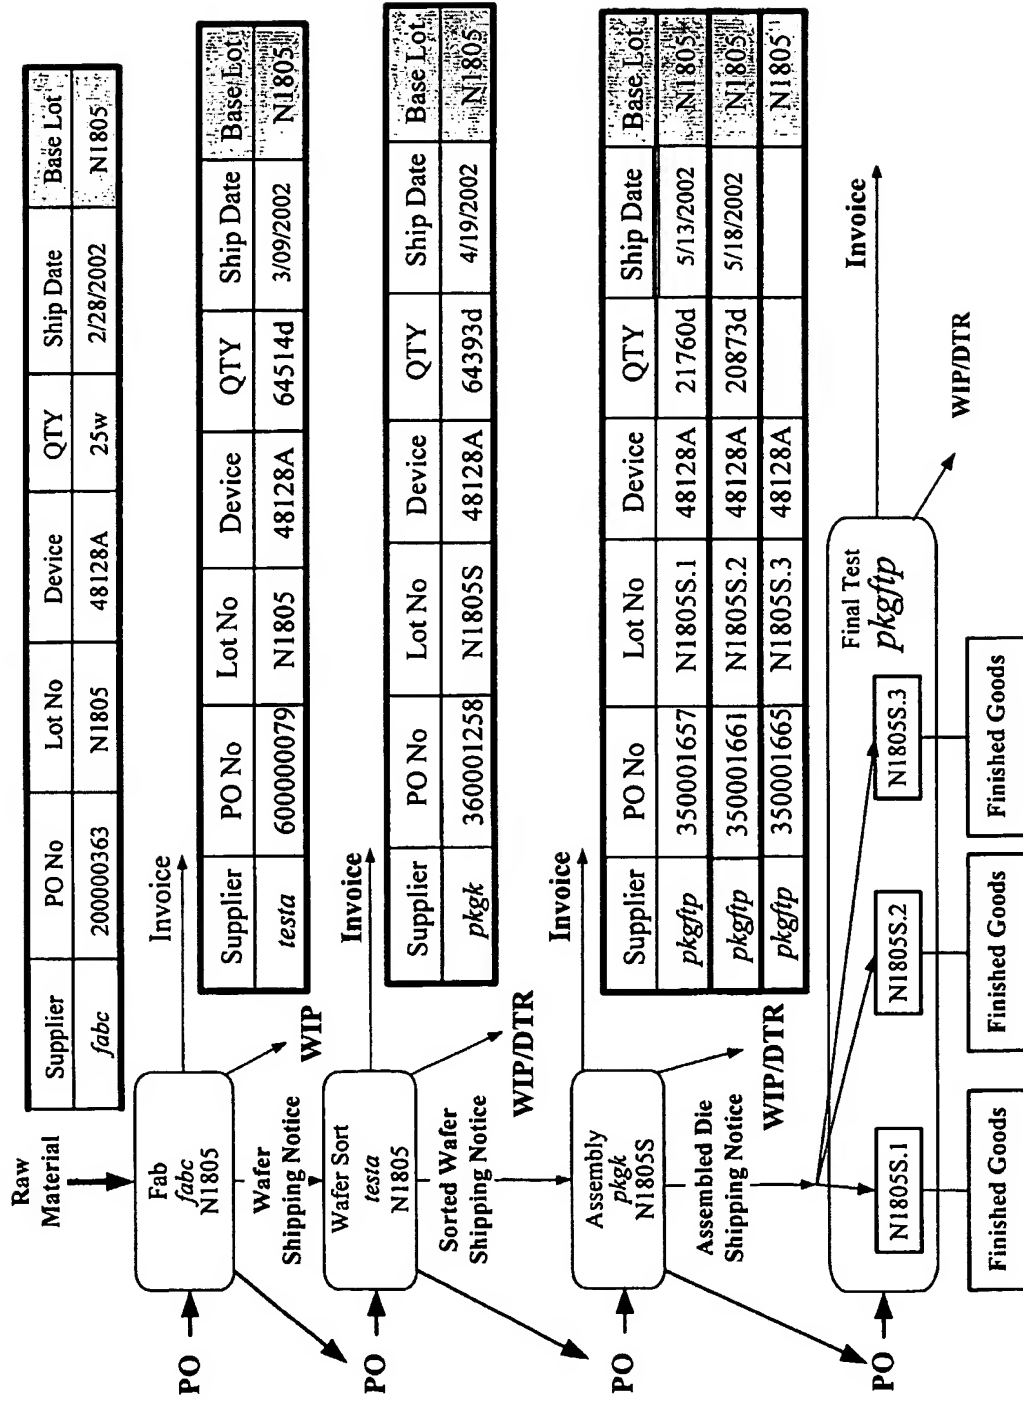 Raw
Material
Supplier PO No Lot No Device QTY Ship Date Base Lot
fabc 200000363 N1805 48128A 25w 2/28/2002 N1805
PO
Fab
fabc
N1805
Invoice
WIP
Wafer
Shipping Notice
Supplier PO No Lot No Device QTY Ship Date Base Lot
testa 600000079 N1805 48128A 64514d 3/09/2002 N1805
PO
Wafer Sort
testa
N1805
Invoice
WIP/DTR
Sorted Wafer
Shipping Notice
Supplier PO No Lot No Device QTY Ship Date Base Lot
pkgk 360001258 N1805S 48128A 64393d 4/19/2002 N1805
PO
Assembly
pkgk
N1805S
Invoice
WIP/DTR
Assembled Die
Shipping Notice
Supplier PO No Lot No Device QTY Ship Date Base Lot
pkgftp 350001657 N1805S.1 48128A 21760d 5/13/2002 N1805
pkgftp 350001661 N1805S.2 48128A 20873d 5/18/2002 N1805
pkgftp 350001665 N1805S.3 48128A N1805
PO
Final Test
pkgftp
N1805S.1
N1805S.2
N1805S.3
Invoice
WIP/DTR
Finished Goods
Finished Goods
Finished Goods